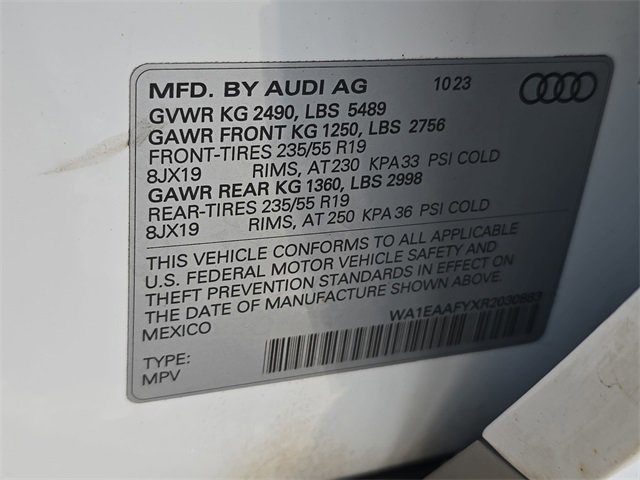 MFD. BY AUDI AG 10 23
GVWR KG 2490, LBS 5489
GAWR FRONT KG 1250, LBS 2756
FRONT-TIRES 235/55 R19
8JX19 RIMS, AT 230 KPA 33 PSI COLD
GAWR REAR KG 1360, LBS 2998
REAR-TIRES 235/55 R19
8JX19 RIMS, AT 250 KPA 36 PSI COLD
THIS VEHICLE CONFORMS TO ALL APPLICABLE
U.S. FEDERAL MOTOR VEHICLE SAFETY AND
THEFT PREVENTION STANDARDS IN EFFECT ON
THE DATE OF MANUFACTURE SHOWN ABOVE.
MEXICO
WA1EAAFYXR2030883
TYPE:
MPV